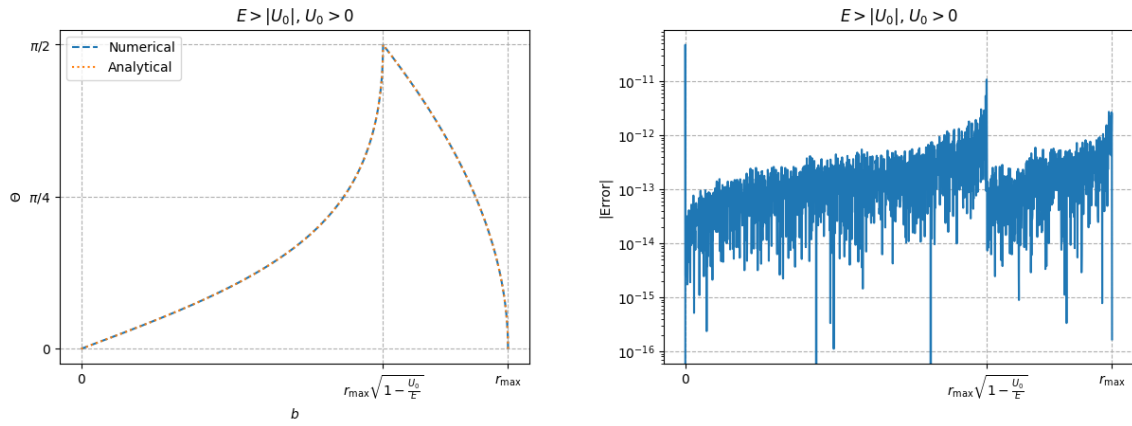 E > |U₀|, U₀ > 0
π/2
Numerical
Analytical
Θ π/4
0
0
r_max√(1 − U₀/E)
r_max
b
E > |U₀|, U₀ > 0
10⁻¹¹
10⁻¹²
|Error|
10⁻¹³
10⁻¹⁴
10⁻¹⁵
10⁻¹⁶
0
r_max√(1 − U₀/E)
r_max